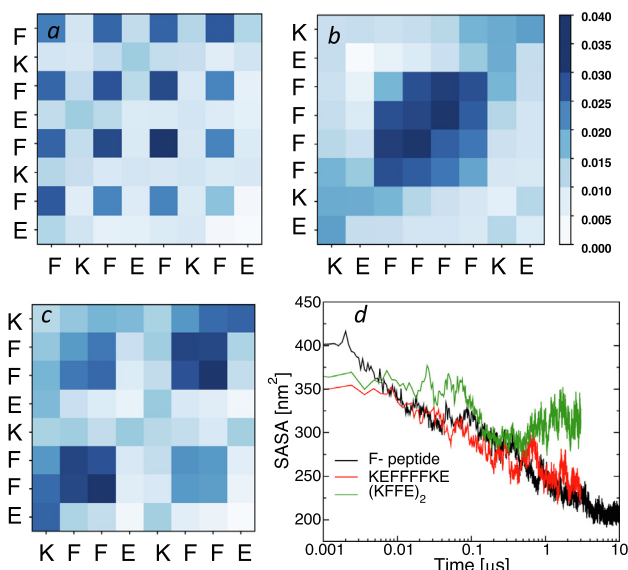 a
F
K
F
E
F
K
F
E
F K F E F K F E
b
K
E
F
F
F
F
K
E
K E F F F F K E
0.040
0.035
0.030
0.025
0.020
0.015
0.010
0.005
0.000
c
K
F
F
E
K
F
F
E
K F F E K F F E
d
SASA [nm²]
450
400
350
300
250
200
F- peptide
KEFFFFKE
(KFFE)₂
0.001 0.01 0.1 1 10
Time [µs]